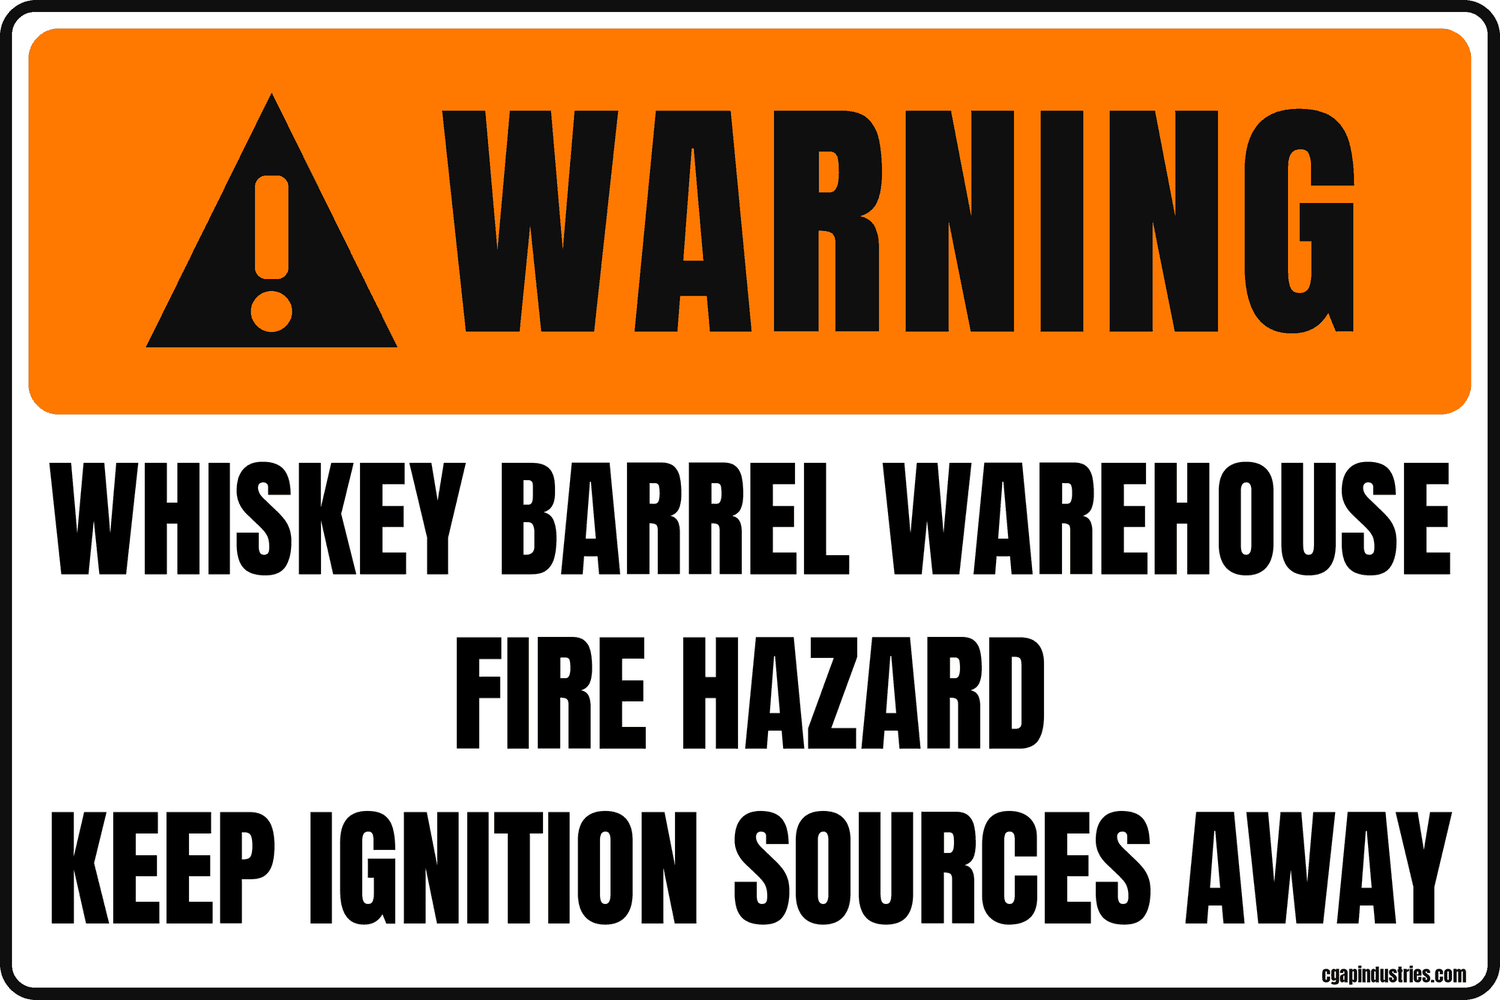 WARNING
WHISKEY BARREL WAREHOUSE
FIRE HAZARD
KEEP IGNITION SOURCES AWAY
cgapindustries.com